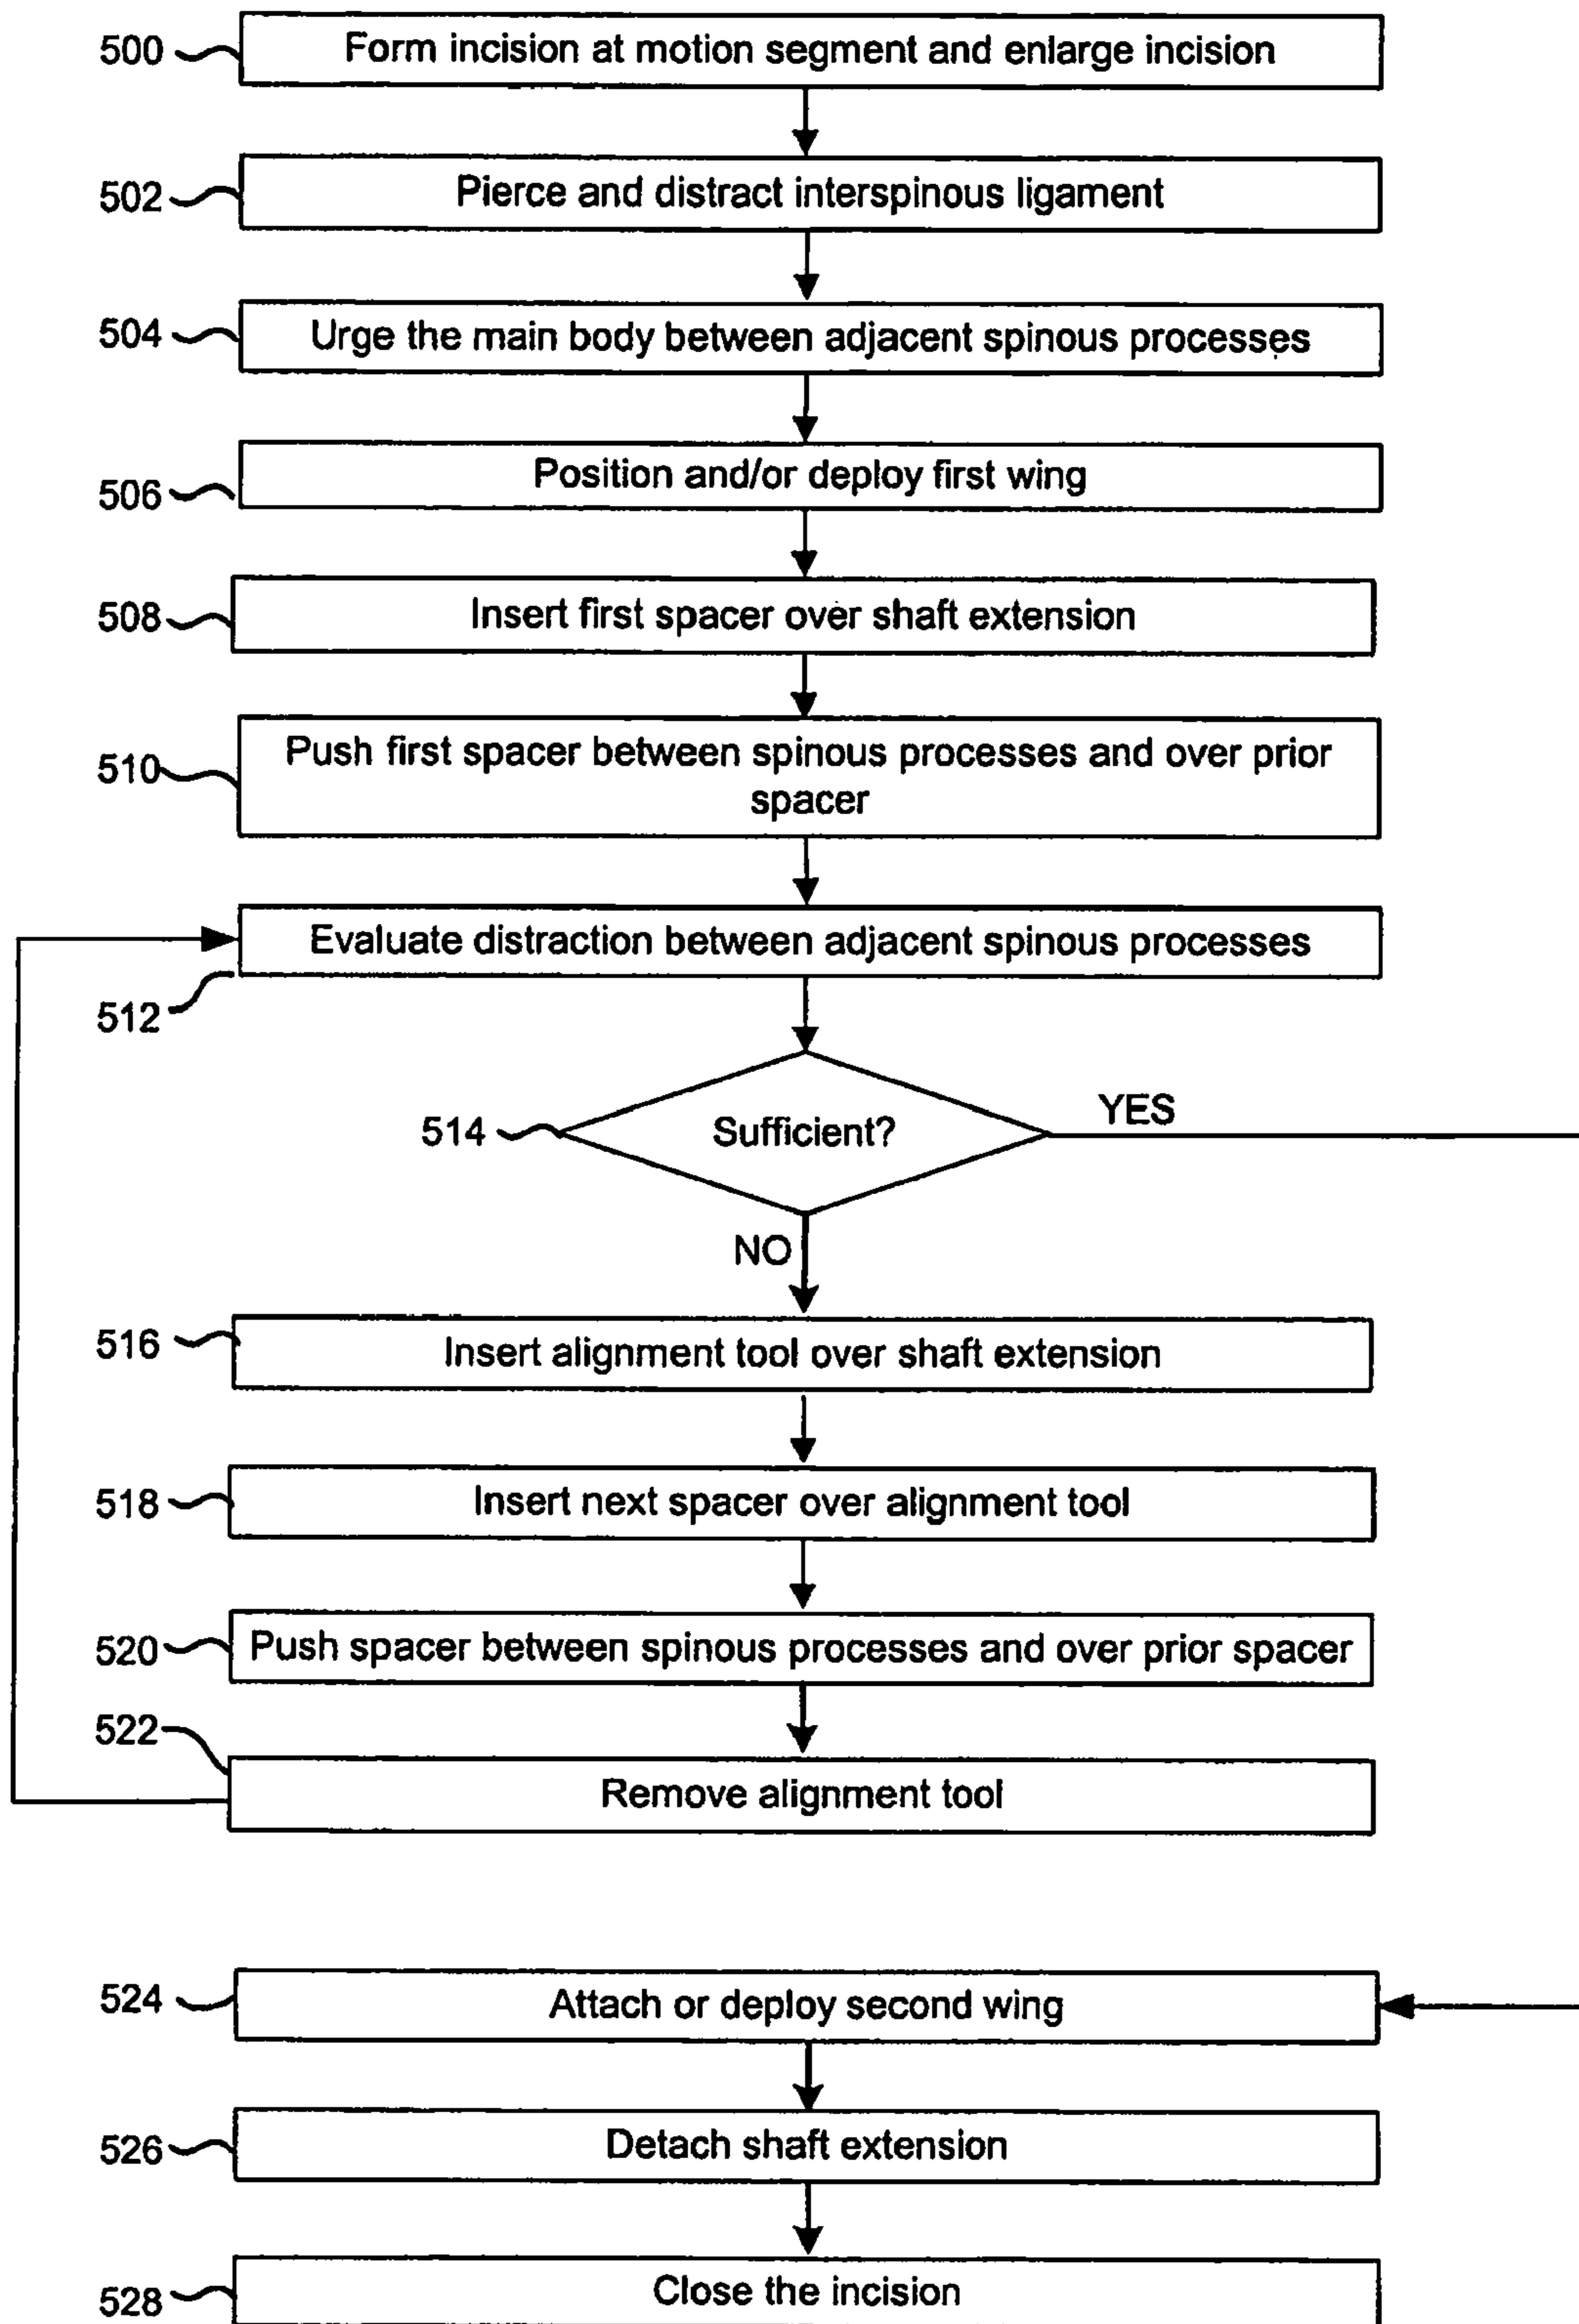 500
Form incision at motion segment and enlarge incision
502
Pierce and distract interspinous ligament
504
Urge the main body between adjacent spinous processes
506
Position and/or deploy first wing
508
Insert first spacer over shaft extension
510
Push first spacer between spinous processes and over prior
spacer
Evaluate distraction between adjacent spinous processes
512
514
Sufficient?
YES
NO
516
Insert alignment tool over shaft extension
518
Insert next spacer over alignment tool
520
Push spacer between spinous processes and over prior spacer
522
Remove alignment tool
524
Attach or deploy second wing
526
Detach shaft extension
528
Close the incision